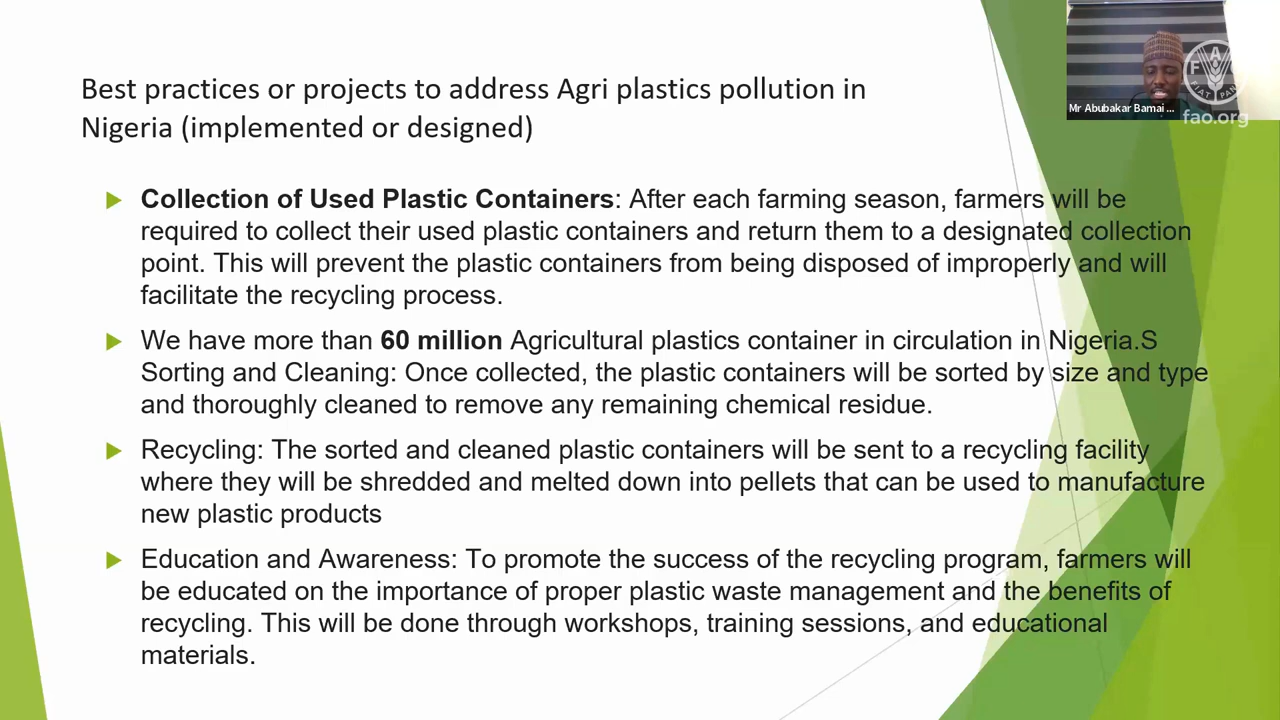 Best practices or projects to address Agri plastics pollution in
Nigeria (implemented or designed)
Collection of Used Plastic Containers: After each farming season, farmers will be
required to collect their used plastic containers and return them to a designated collection
point. This will prevent the plastic containers from being disposed of improperly and will
facilitate the recycling process.
We have more than 60 million Agricultural plastics container in circulation in Nigeria.S
Sorting and Cleaning: Once collected, the plastic containers will be sorted by size and type
and thoroughly cleaned to remove any remaining chemical residue.
Recycling: The sorted and cleaned plastic containers will be sent to a recycling facility
where they will be shredded and melted down into pellets that can be used to manufacture
new plastic products
Education and Awareness: To promote the success of the recycling program, farmers will
be educated on the importance of proper plastic waste management and the benefits of
recycling. This will be done through workshops, training sessions, and educational
materials.
Mr Abubakar Bamai ...
F A
FIAT PAN
fao.org